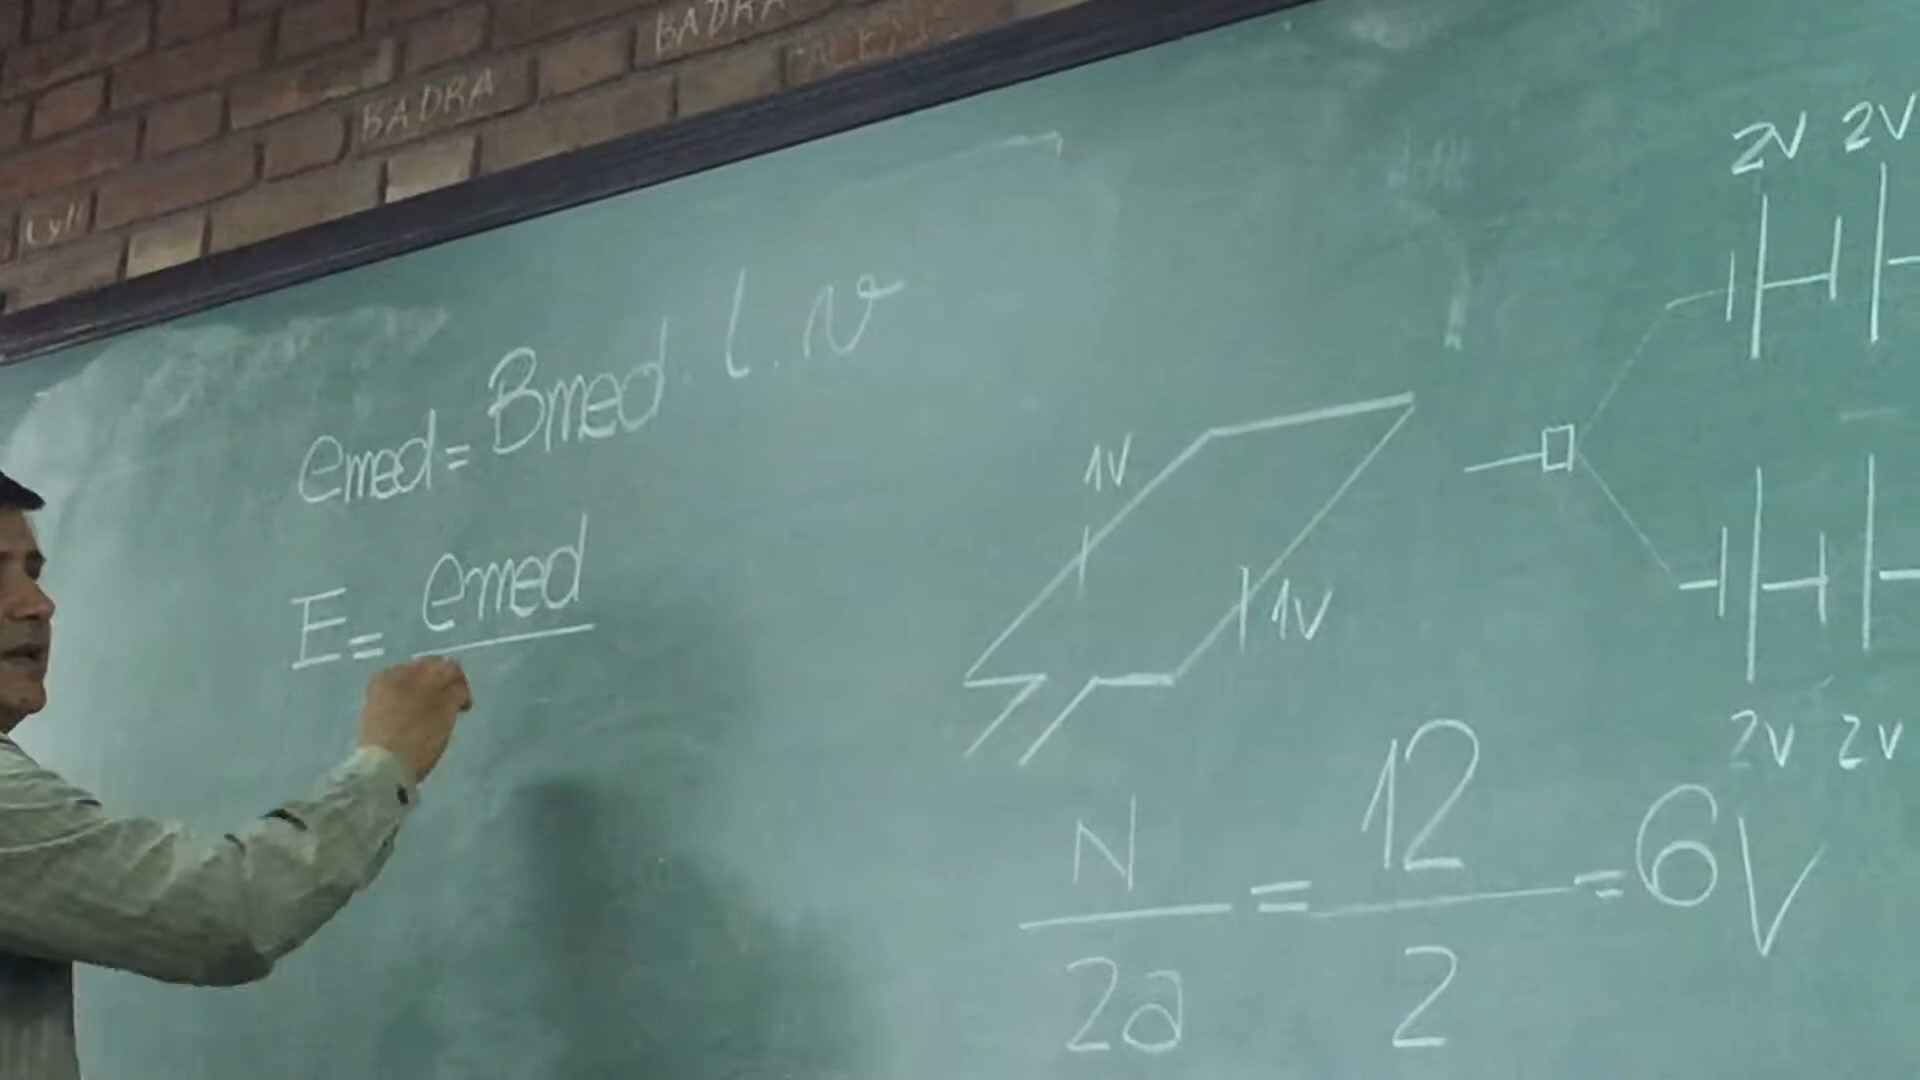 BADRA
BADRA
emed = Bmed . l . v
E = emed
1V
1V
2V 2V
2V 2V
N/2a = 12/2 = 6V